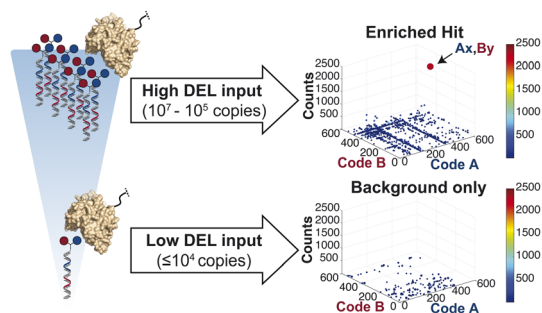 Enriched Hit
Ax,By
High DEL input
(10⁷ - 10⁵ copies)
Counts
2500
2000
1500
1000
500
600
400
200
0
0
200
400
600
Code B
Code A
2500
2000
1500
1000
500
Background only
Low DEL input
(≤10⁴ copies)
Counts
2500
2000
1500
1000
500
600
400
200
0
0
200
400
600
Code B
Code A
2500
2000
1500
1000
500